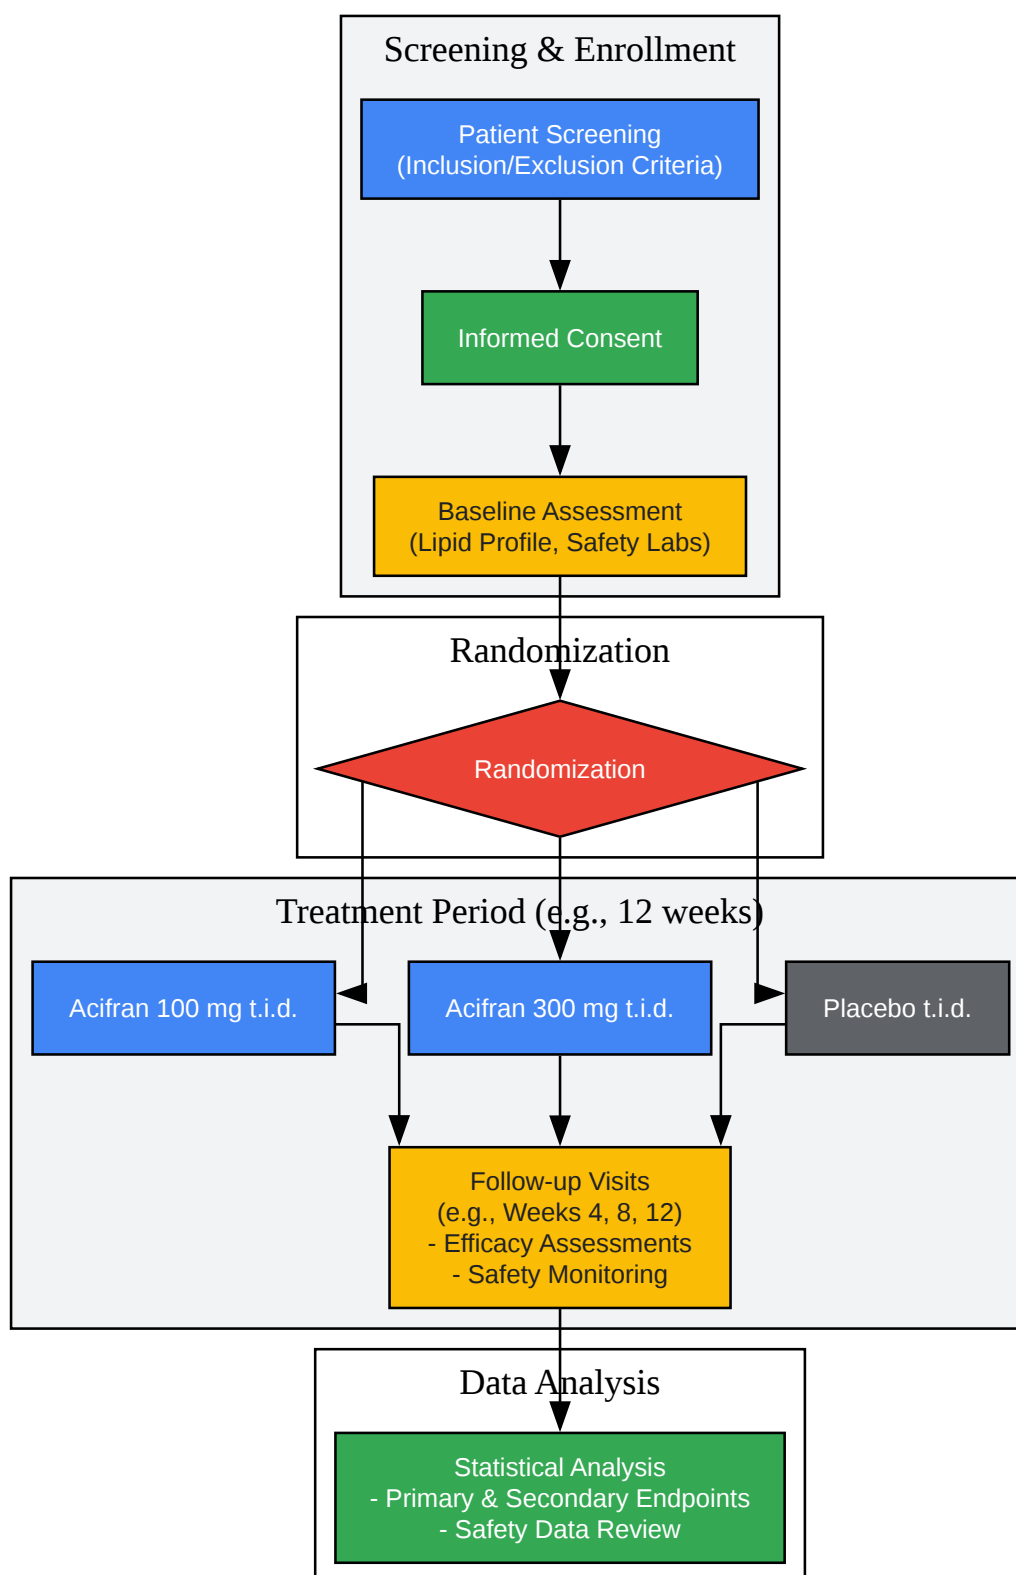 Screening & Enrollment
Patient Screening
(Inclusion/Exclusion Criteria)
Informed Consent
Baseline Assessment
(Lipid Profile, Safety Labs)
Randomization
Randomization
Treatment Period (e.g., 12 weeks)
Acifran 100 mg t.i.d.
Acifran 300 mg t.i.d.
Placebo t.i.d.
Follow-up Visits
(e.g., Weeks 4, 8, 12)
- Efficacy Assessments
- Safety Monitoring
Data Analysis
Statistical Analysis
- Primary & Secondary Endpoints
- Safety Data Review